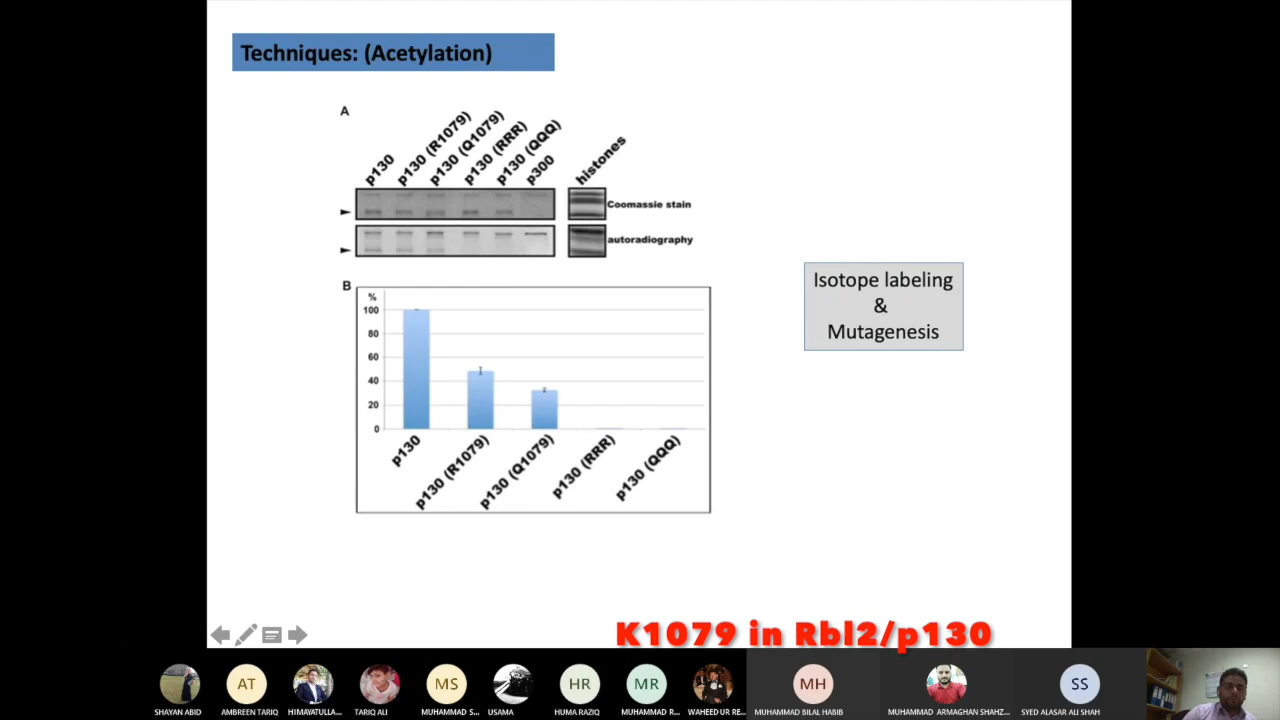 Techniques: (Acetylation)
A
p130
p130 (R1079)
p130 (Q1079)
p130 (RRR)
p130 (QQQ)
p300
histones
Coomassie stain
autoradiography
B
%
100
80
60
40
20
0
p130
p130 (R1079)
p130 (Q1079)
p130 (RRR)
p130 (QQQ)
Isotope labeling
&
Mutagenesis
K1079 in Rbl2/p130
AT
MS
HR
MR
MH
SS
SHAYAN ABID
AMBREEN TARIQ
HIMAYATULLA...
TARIQ ALI
MUHAMMAD S...
USAMA
HUMA RAZIQ
MUHAMMAD R...
WAHEED UR RE...
MUHAMMAD BILAL HABIB
MUHAMMAD ARMAGHAN SHAHZ...
SYED ALASAR ALI SHAH